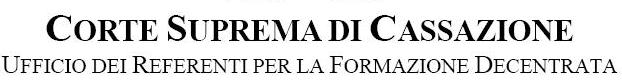 CORTE SUPREMA DI CASSAZIONE
UFFICIO DEI REFERENTI PER LA FORMAZIONE DECENTRATA